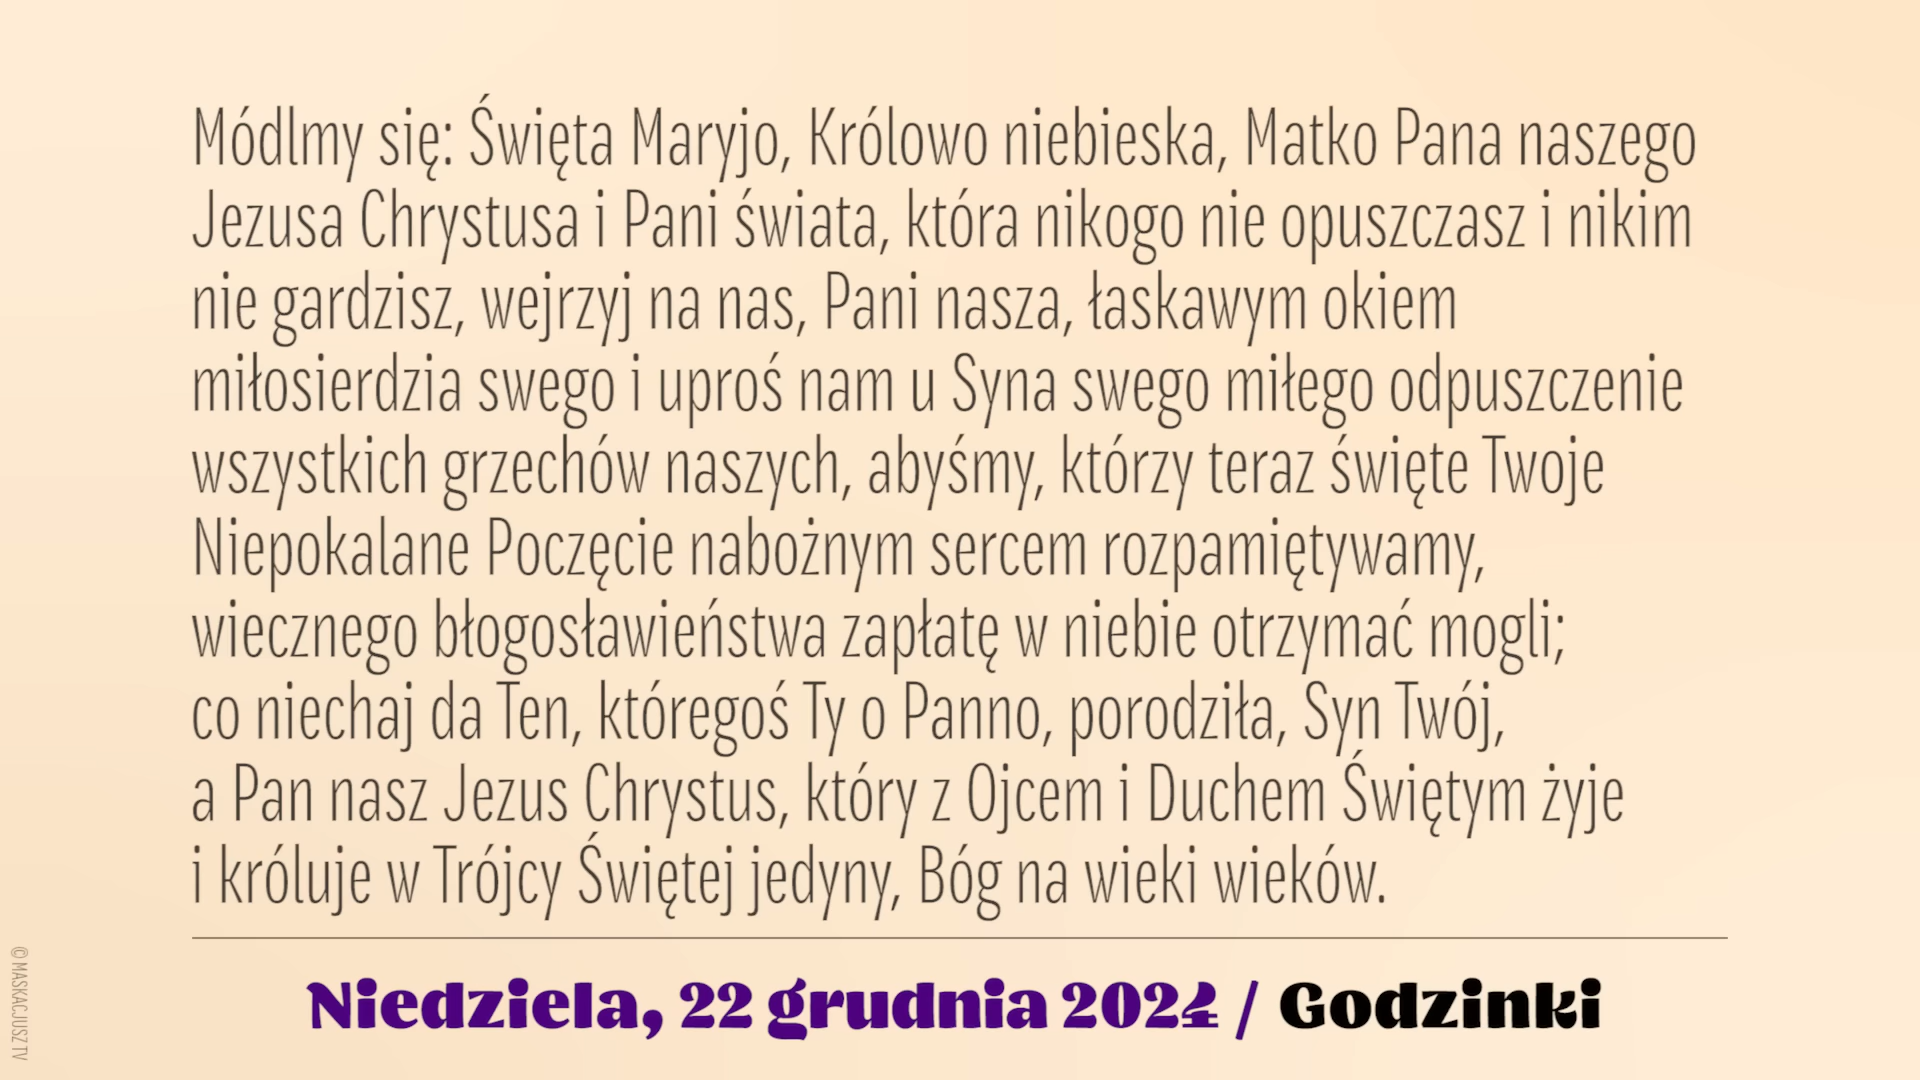 Módlmy się: Święta Maryjo, Królowo niebieska, Matko Pana naszego
Jezusa Chrystusa i Pani świata, która nikogo nie opuszczasz i nikim
nie gardzisz, wejrzyj na nas, Pani nasza, łaskawym okiem
miłosierdzia swego i uproś nam u Syna swego miłego odpuszczenie
wszystkich grzechów naszych, abyśmy, którzy teraz święte Twoje
Niepokalane Poczęcie nabożnym sercem rozpamiętywamy,
wiecznego błogosławieństwa zapłatę w niebie otrzymać mogli;
co niechaj da Ten, któregoś Ty o Panno, porodziła, Syn Twój,
a Pan nasz Jezus Chrystus, który z Ojcem i Duchem Świętym żyje
i króluje w Trójcy Świętej jedyny, Bóg na wieki wieków.
Niedziela, 22 grudnia 2024 / Godzinki
© MASKACJUSZ TV